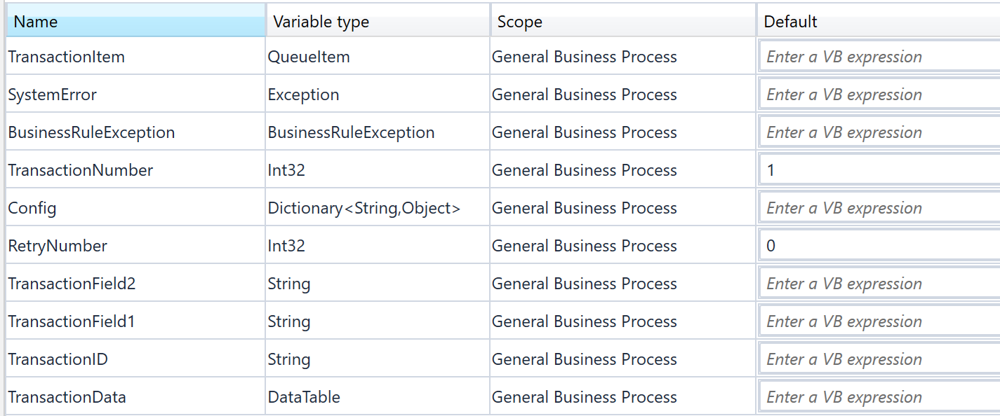 Name Variable type Scope Default
TransactionItem QueueItem General Business Process Enter a VB expression
SystemError Exception General Business Process Enter a VB expression
BusinessRuleException BusinessRuleException General Business Process Enter a VB expression
TransactionNumber Int32 General Business Process 1
Config Dictionary<String,Object> General Business Process Enter a VB expression
RetryNumber Int32 General Business Process 0
TransactionField2 String General Business Process Enter a VB expression
TransactionField1 String General Business Process Enter a VB expression
TransactionID String General Business Process Enter a VB expression
TransactionData DataTable General Business Process Enter a VB expression